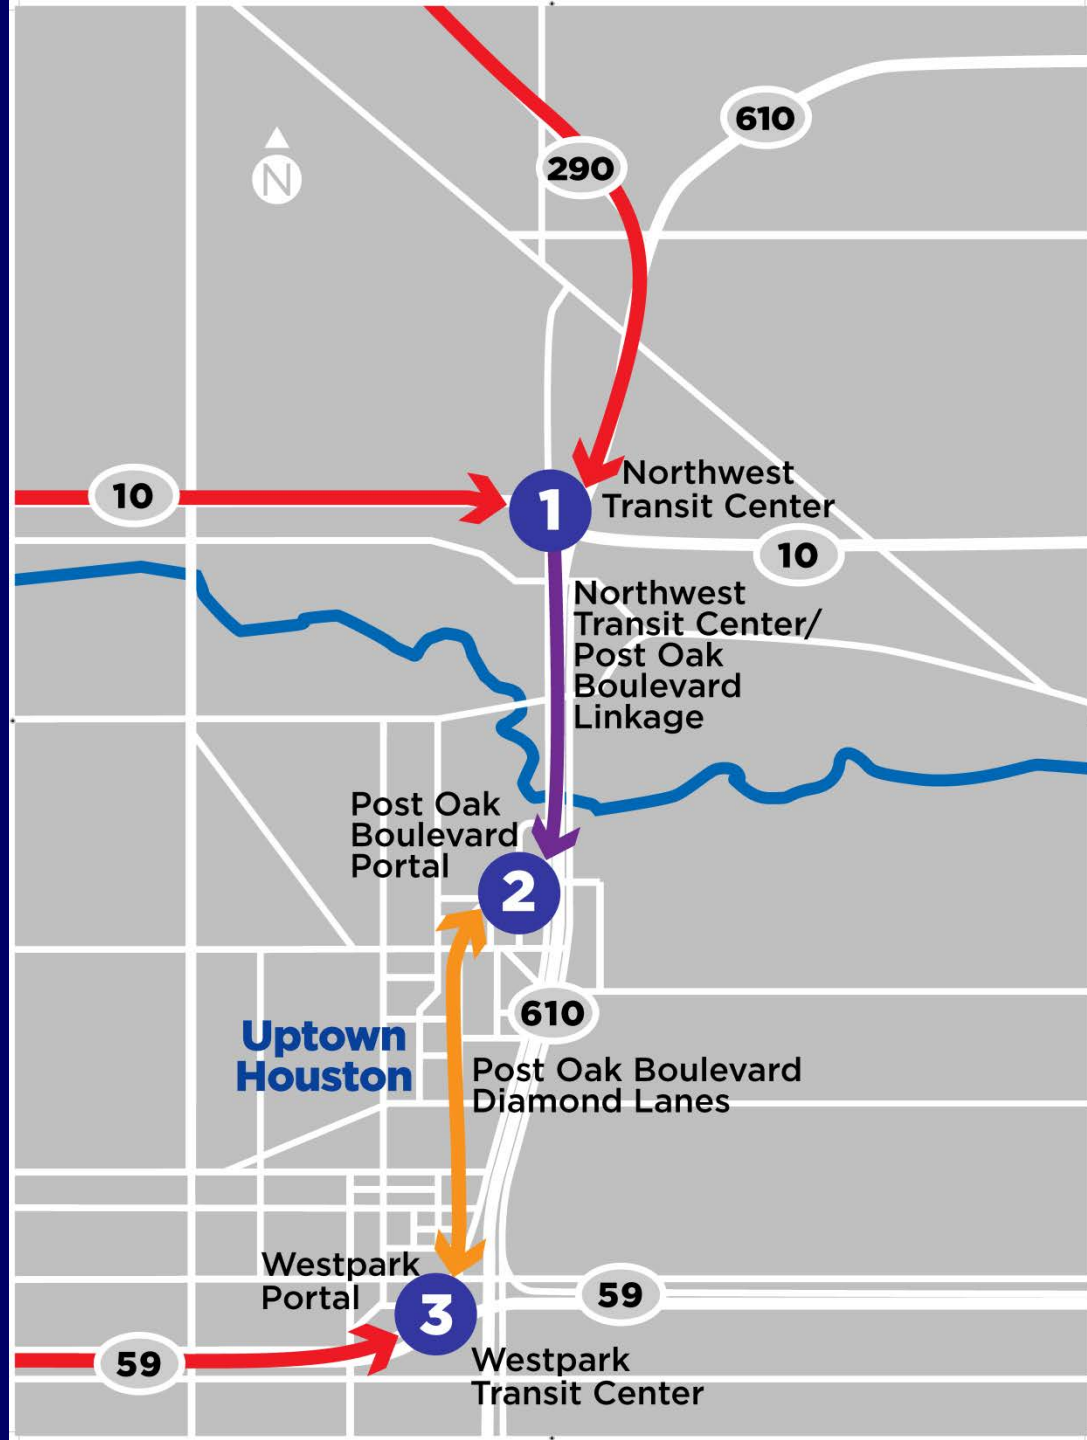 610
290
N
Northwest
Transit Center
10
1
10
Northwest
Transit Center/
Post Oak
Boulevard
Linkage
Post Oak
Boulevard
Portal
2
610
Uptown
Houston
Post Oak Boulevard
Diamond Lanes
Westpark
Portal
59
3
59
Westpark
Transit Center